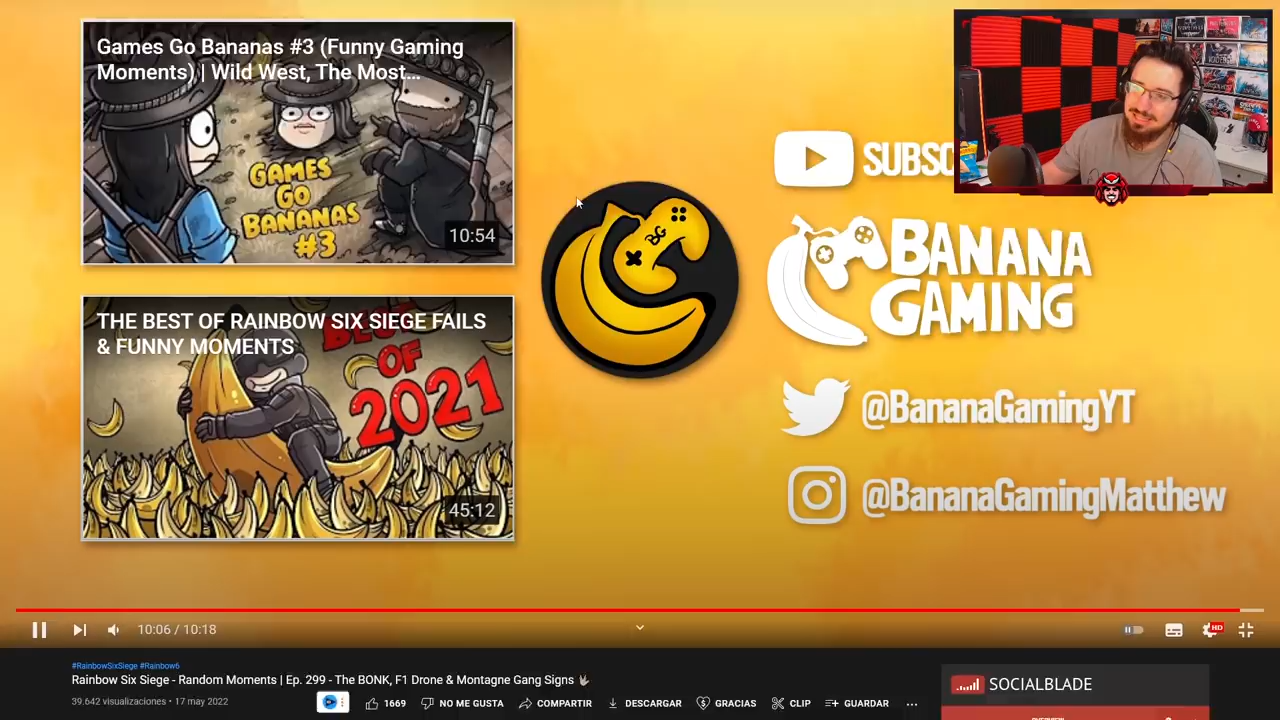 Games Go Bananas #3 (Funny Gaming
Moments) | Wild West, The Most...
GAMES
GO
BANANAS
#3
10:54
THE BEST OF RAINBOW SIX SIEGE FAILS
& FUNNY MOMENTS
BEST
OF
2021
45:12
BG
SUBSC
BANANA
GAMING
@BananaGamingYT
@BananaGamingMatthew
10:06 / 10:18
HD
#RainbowSixSiege #Rainbow6
Rainbow Six Siege - Random Moments | Ep. 299 - The BONK, F1 Drone & Montagne Gang Signs 🤟
39.642 visualizaciones • 17 may 2022
1669
NO ME GUSTA
COMPARTIR
DESCARGAR
GRACIAS
CLIP
GUARDAR
SOCIALBLADE